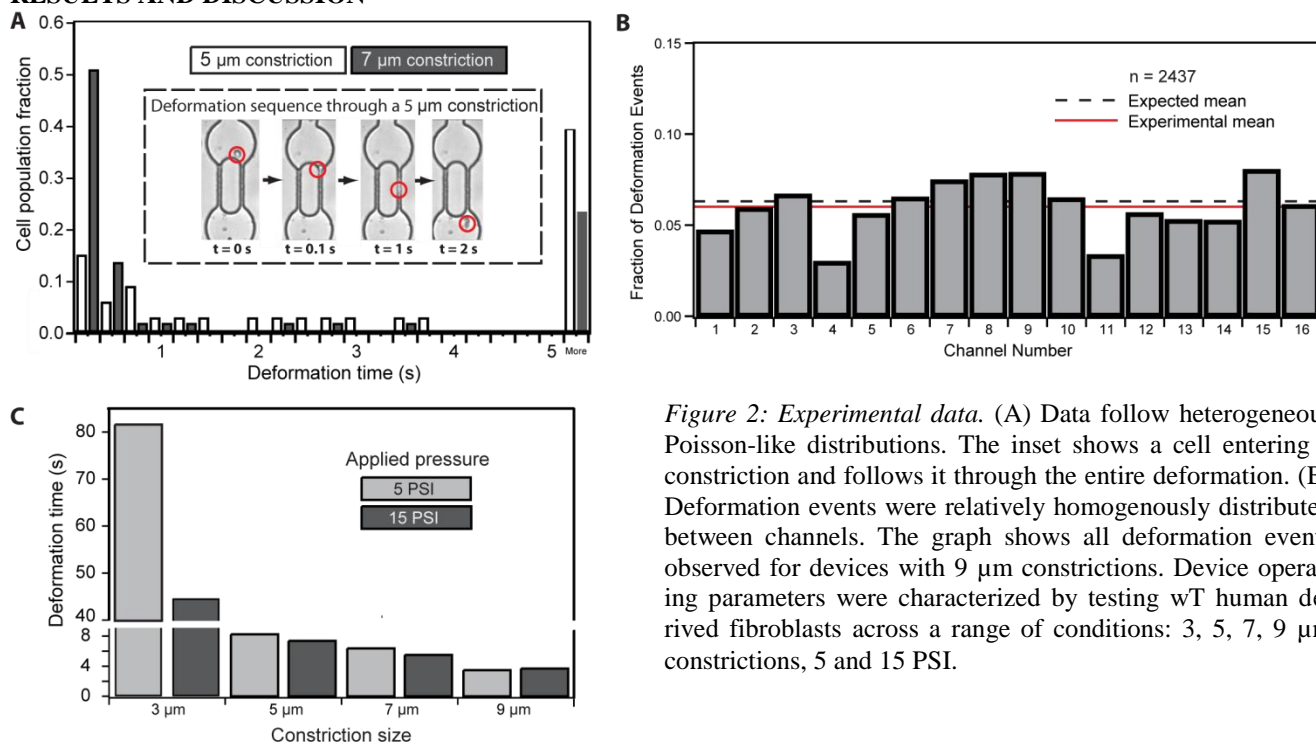 RESULTS AND DISCUSSION
A
0.6
0.5
0.4
0.3
0.2
0.1
0.0
Cell population fraction
5 µm constriction
7 µm constriction
Deformation sequence through a 5 µm constriction
t = 0 s
t = 0.1 s
t = 1 s
t = 2 s
1
2
3
4
5
More
Deformation time (s)
B
0.15
0.10
0.05
0.00
Fraction of Deformation Events
n = 2437
Expected mean
Experimental mean
1 2 3 4 5 6 7 8 9 10 11 12 13 14 15 16
Channel Number
C
80
70
60
50
40
8
4
0
Deformation time (s)
Applied pressure
5 PSI
15 PSI
3 µm
5 µm
7 µm
9 µm
Constriction size
Figure 2: Experimental data. (A) Data follow heterogeneou
Poisson-like distributions. The inset shows a cell entering
constriction and follows it through the entire deformation. (B
Deformation events were relatively homogenously distribute
between channels. The graph shows all deformation event
observed for devices with 9 µm constrictions. Device opera-
ing parameters were characterized by testing wT human de-
rived fibroblasts across a range of conditions: 3, 5, 7, 9 µm
constrictions, 5 and 15 PSI.